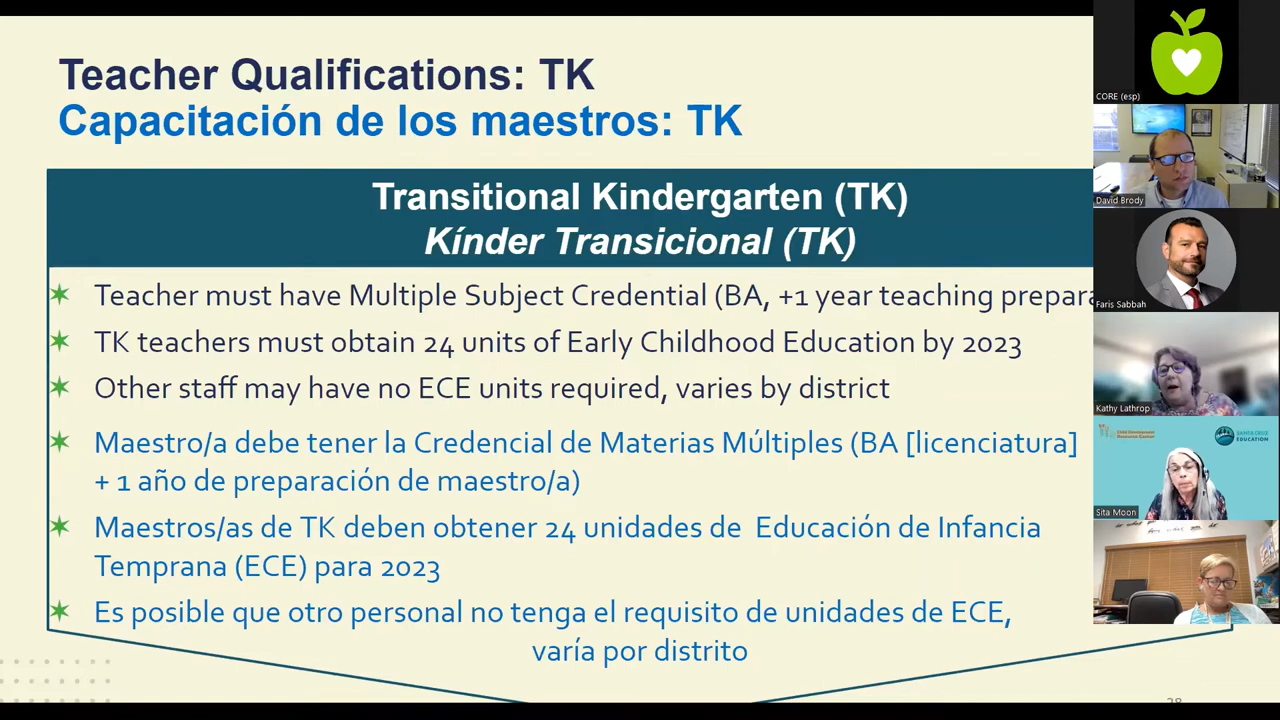 Teacher Qualifications: TK
Capacitación de los maestros: TK
Transitional Kindergarten (TK)
Kínder Transicional (TK)
Teacher must have Multiple Subject Credential (BA, +1 year teaching prepara
TK teachers must obtain 24 units of Early Childhood Education by 2023
Other staff may have no ECE units required, varies by district
Maestro/a debe tener la Credencial de Materias Múltiples (BA [licenciatura]
+ 1 año de preparación de maestro/a)
Maestros/as de TK deben obtener 24 unidades de Educación de Infancia
Temprana (ECE) para 2023
Es posible que otro personal no tenga el requisito de unidades de ECE,
varía por distrito
CORE (esp)
David Brody
Faris Sabbah
Kathy Lathrop
Child Development
Resource Center
SANTA CRUZ
EDUCATION
Sita Moon